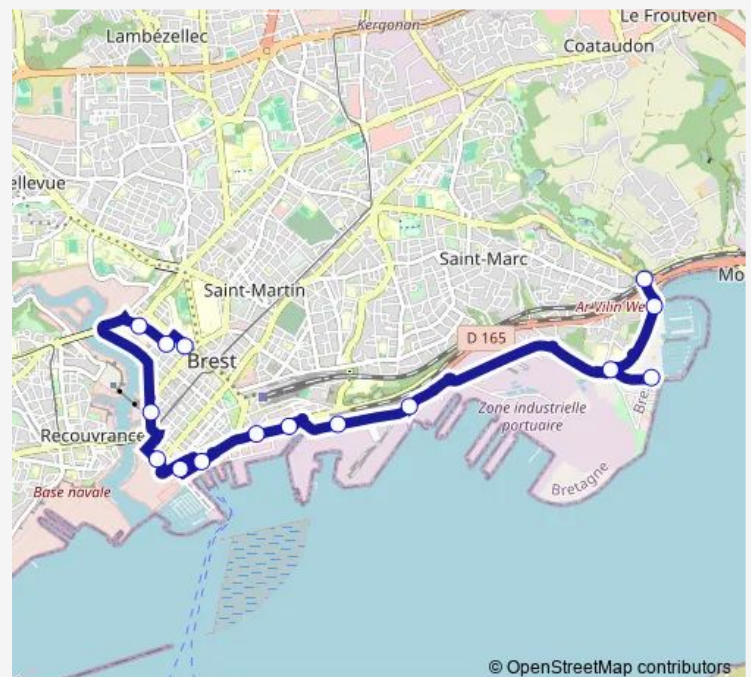 Le Froutven
Kergonan
Lambézellec
Coataudon
ellevue
Saint-Marc
Mo
Saint-Martin
Ar Vilin We
D 165
Brest
Bre
Zone industrielle
portuaire
Recouvrance
Bretagne
Base navale
© OpenStreetMap contributors